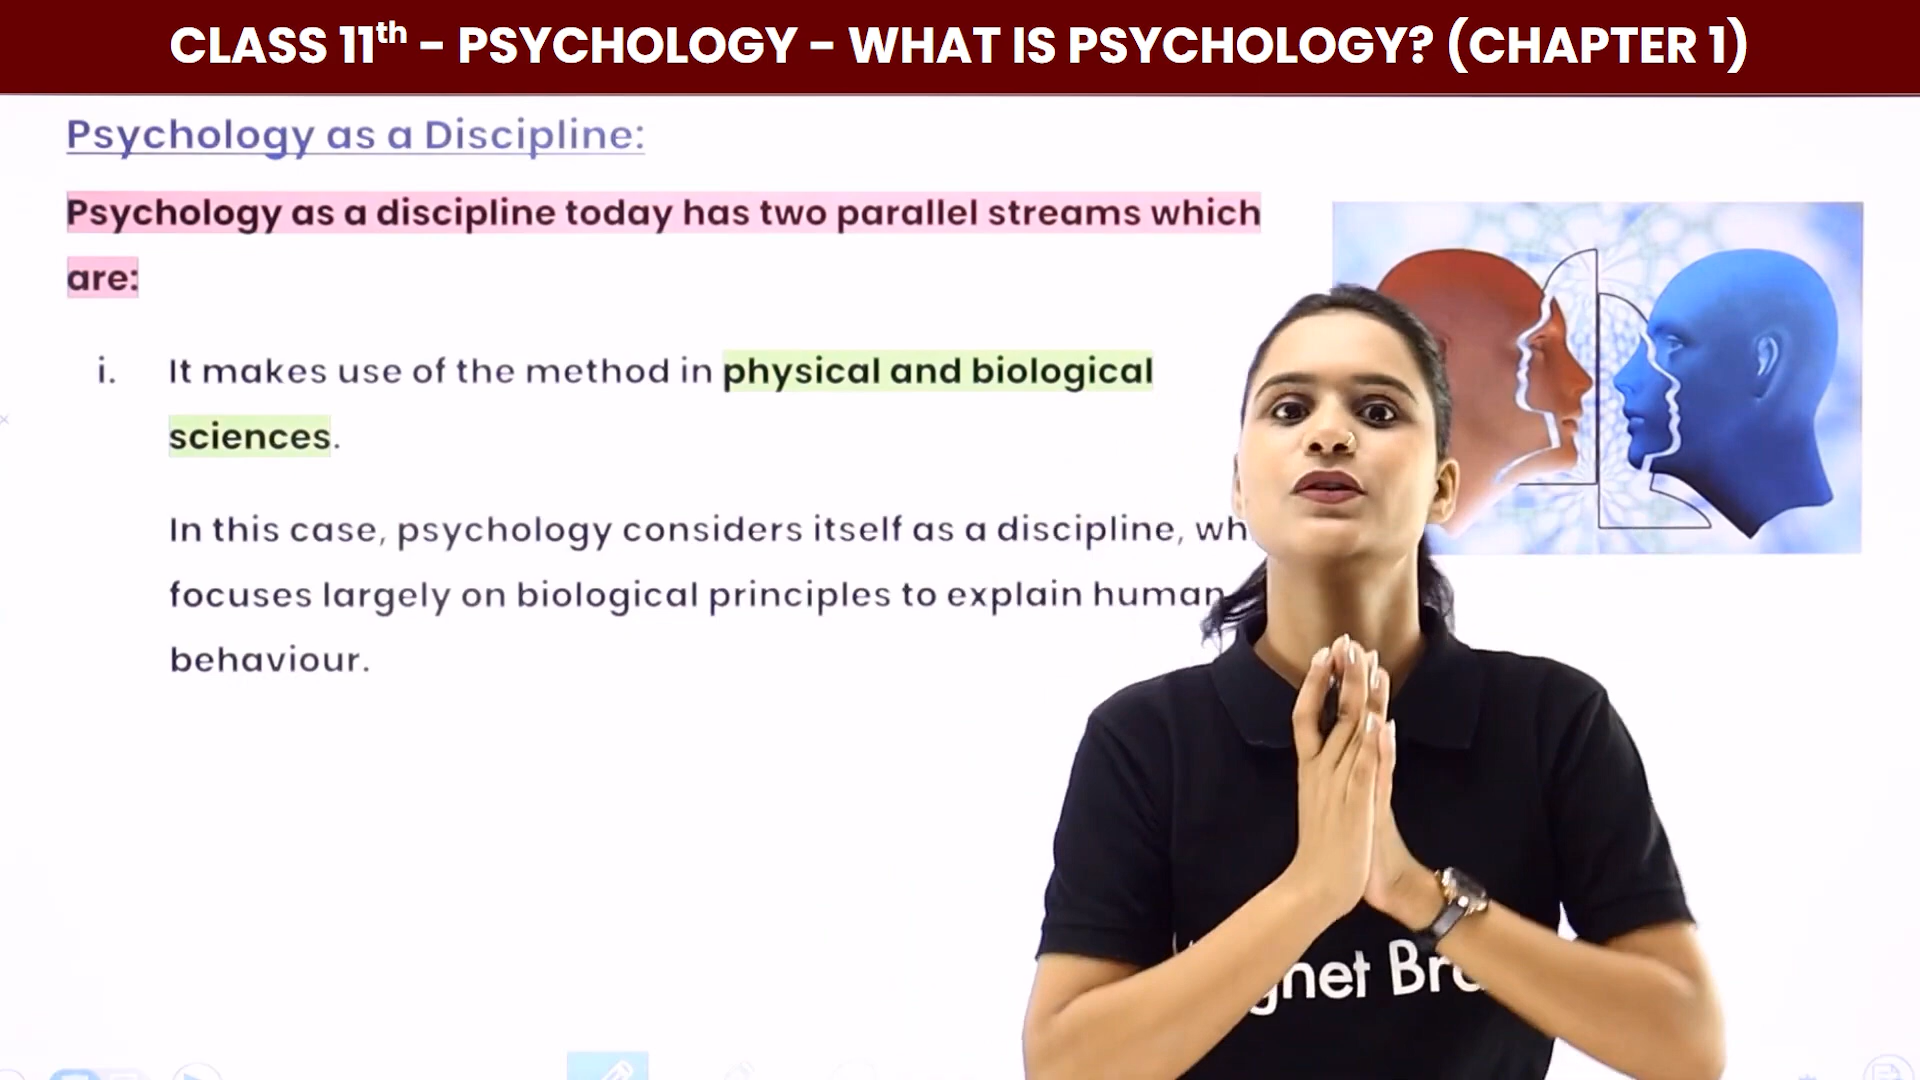 CLASS 11th – PSYCHOLOGY – WHAT IS PSYCHOLOGY? (CHAPTER 1)
Psychology as a Discipline:
Psychology as a discipline today has two parallel streams which
are:
i. It makes use of the method in physical and biological
sciences.
In this case, psychology considers itself as a discipline, wh
focuses largely on biological principles to explain human
behaviour.
gnet Br